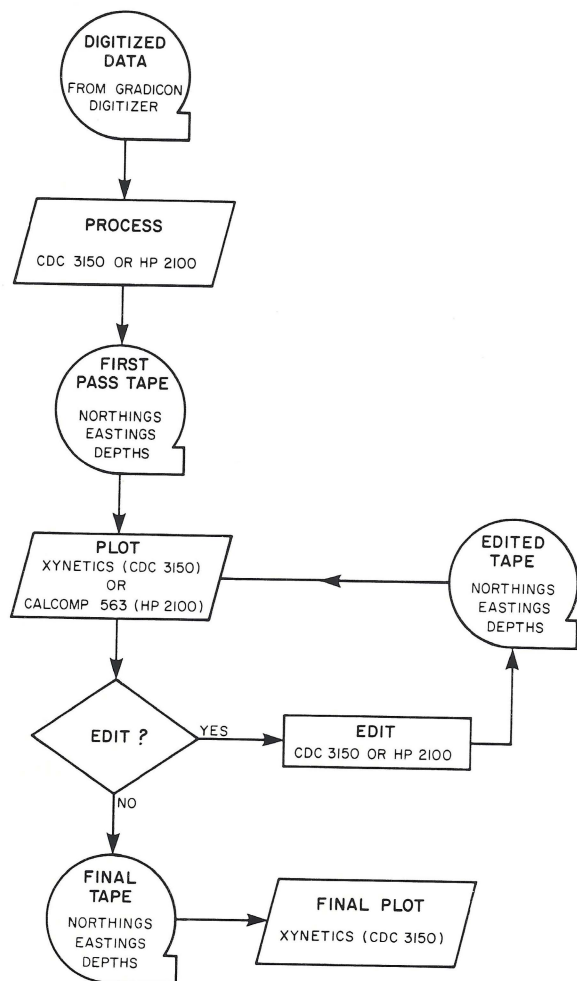 DIGITIZED
DATA
FROM GRADICON
DIGITIZER
PROCESS
CDC 3150 OR HP 2100
FIRST
PASS TAPE
NORTHINGS
EASTINGS
DEPTHS
PLOT
XYNETICS (CDC 3150)
OR
CALCOMP 563 (HP 2100)
EDITED
TAPE
NORTHINGS
EASTINGS
DEPTHS
EDIT ?
YES
EDIT
CDC 3150 OR HP 2100
NO
FINAL
TAPE
NORTHINGS
EASTINGS
DEPTHS
FINAL PLOT
XYNETICS (CDC 3150)